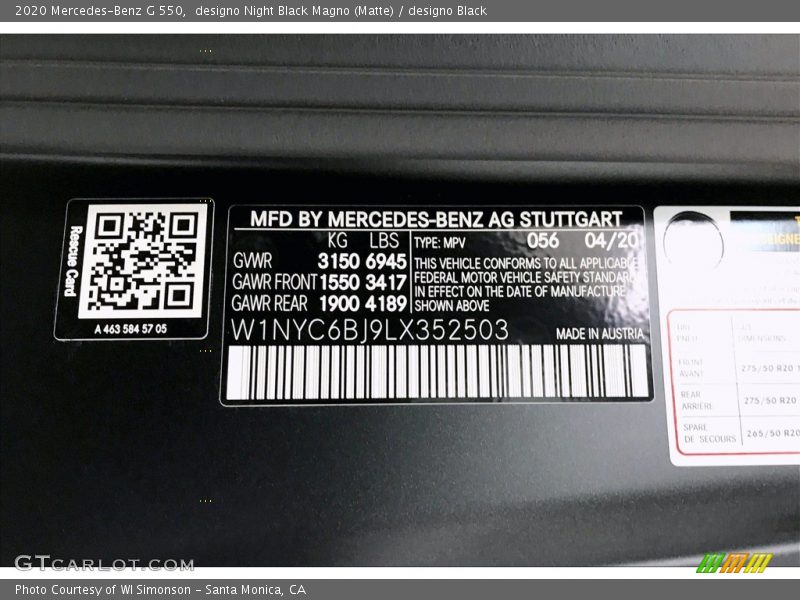 2020 Mercedes-Benz G 550,  designo Night Black Magno (Matte) / designo Black
Rescue Card
A 463 584 57 05
MFD BY MERCEDES-BENZ AG STUTTGART
KG LBS TYPE: MPV 056 04/20
GVWR 3150 6945
GAWR FRONT 1550 3417
GAWR REAR 1900 4189
THIS VEHICLE CONFORMS TO ALL APPLICABLE
FEDERAL MOTOR VEHICLE SAFETY STANDARDS
IN EFFECT ON THE DATE OF MANUFACTURE
SHOWN ABOVE
W1NYC6BJ9LX352503
MADE IN AUSTRIA
DIMENSIONS
FRONT
AVANT
275/50 R20
REAR
ARRIÈRE
275/50 R20
SPARE
DE SECOURS
265/50 R20
GTCARLOT.COM
Photo Courtesy of WI Simonson - Santa Monica, CA